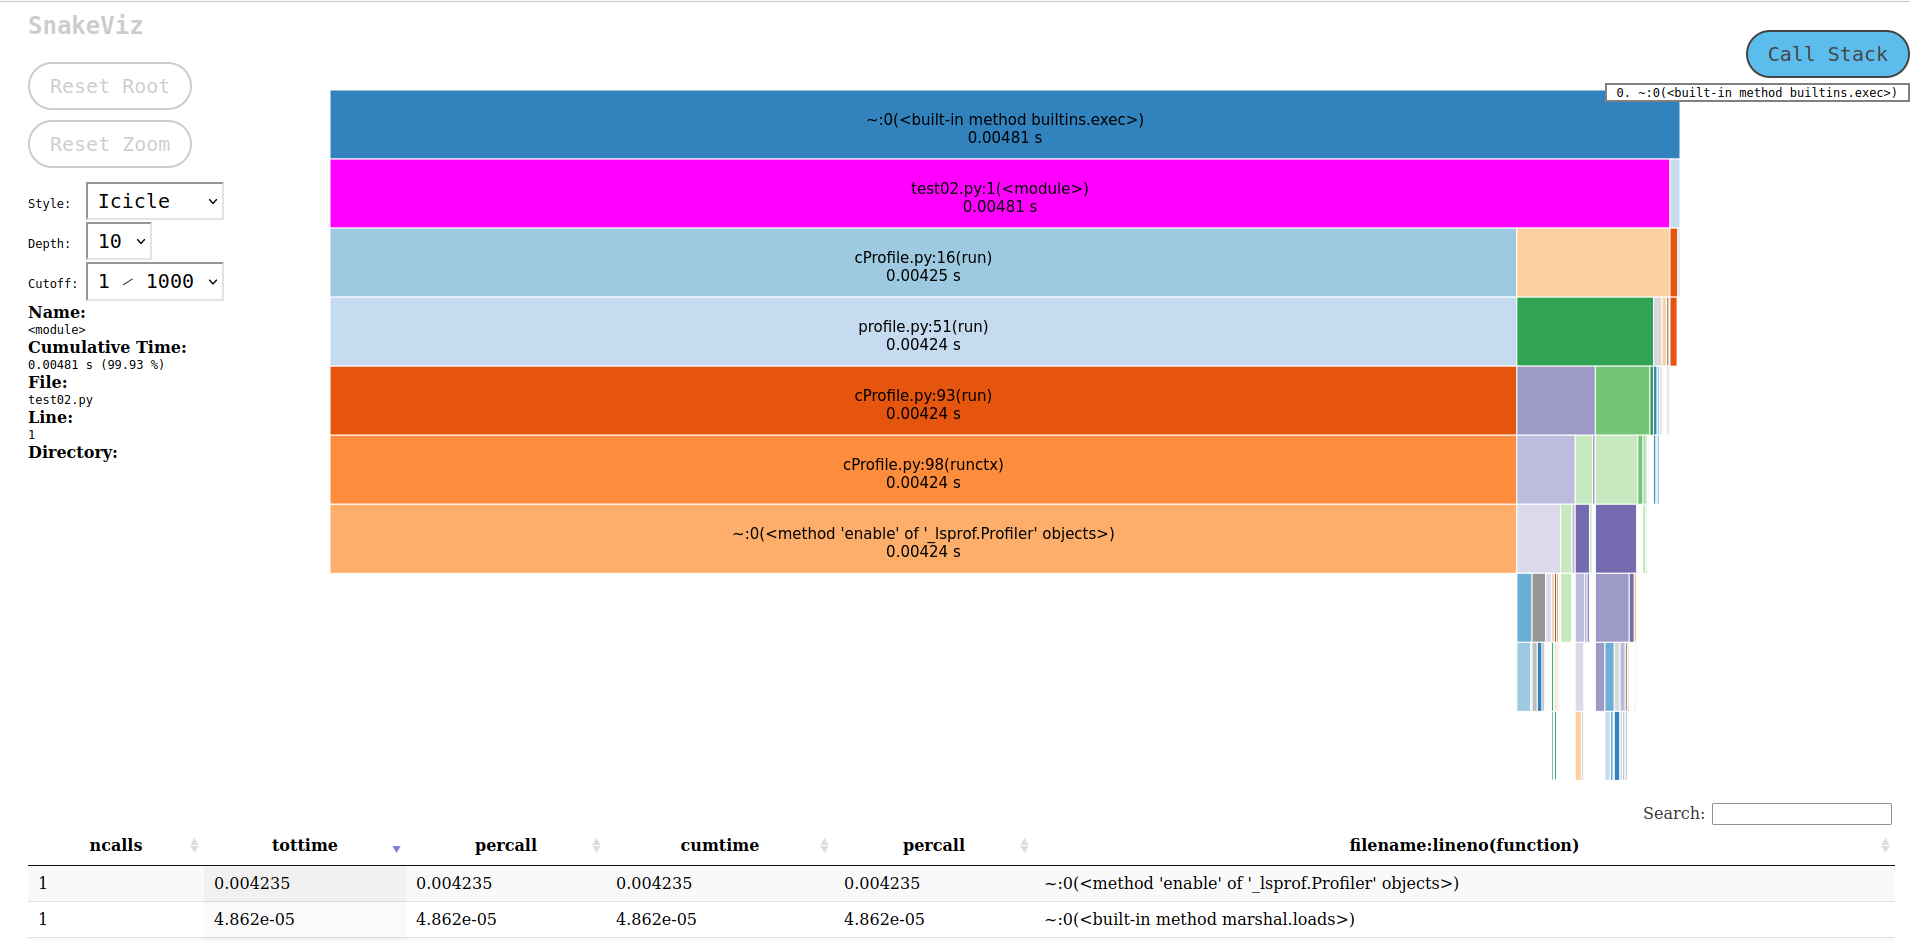 SnakeViz
Call Stack
Reset Root
0. ~:0(<built-in method builtins.exec>)
~:0(<built-in method builtins.exec>)
0.00481 s
Reset Zoom
test02.py:1(<module>)
0.00481 s
Style: Icicle
Depth: 10
Cutoff: 1 / 1000
cProfile.py:16(run)
0.00425 s
Name:
<module>
Cumulative Time:
0.00481 s (99.93 %)
File:
test02.py
Line:
1
Directory:
profile.py:51(run)
0.00424 s
cProfile.py:93(run)
0.00424 s
cProfile.py:98(runctx)
0.00424 s
~:0(<method 'enable' of '_lsprof.Profiler' objects>)
0.00424 s
Search:
ncalls tottime percall cumtime percall filename:lineno(function)
1 0.004235 0.004235 0.004235 0.004235 ~:0(<method 'enable' of '_lsprof.Profiler' objects>)
1 4.862e-05 4.862e-05 4.862e-05 4.862e-05 ~:0(<built-in method marshal.loads>)